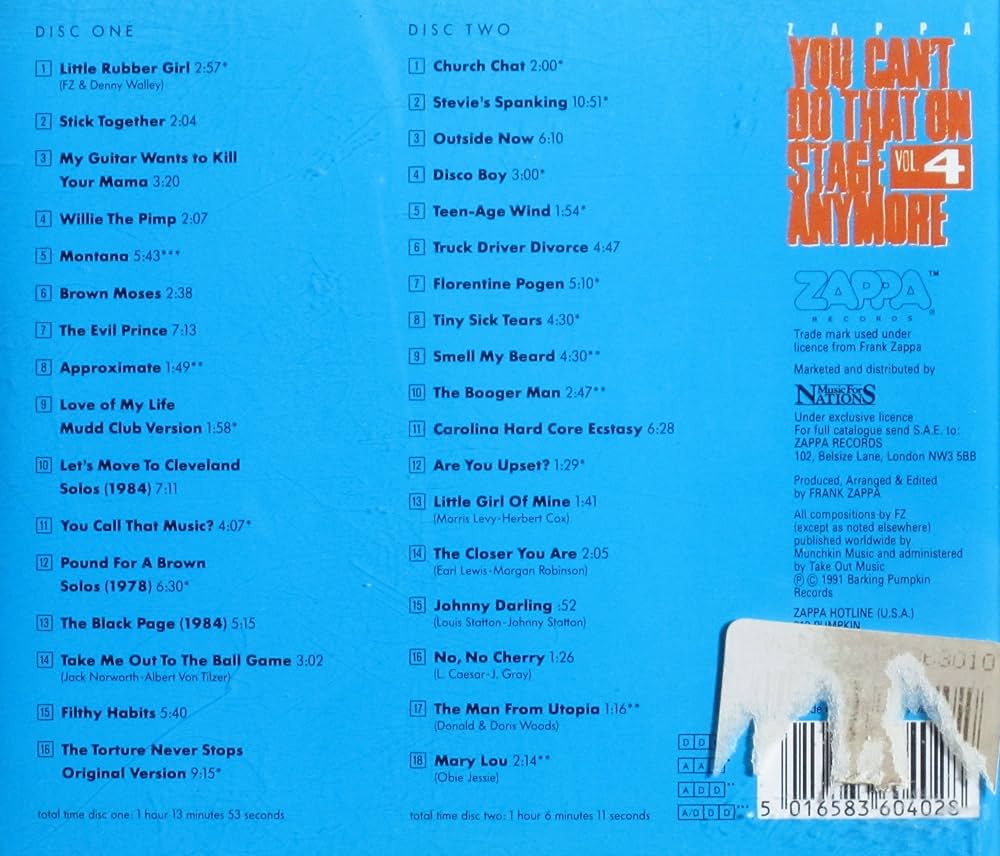 DISC ONE
1 Little Rubber Girl 2:57*
(FZ & Denny Walley)
2 Stick Together 2:04
3 My Guitar Wants to Kill
Your Mama 3:20
4 Willie The Pimp 2:07
5 Montana 5:43***
6 Brown Moses 2:38
7 The Evil Prince 7:13
8 Approximate 1:49**
9 Love of My Life
Mudd Club Version 1:58*
10 Let's Move To Cleveland
Solos (1984) 7:11
11 You Call That Music? 4:07*
12 Pound For A Brown
Solos (1978) 6:30*
13 The Black Page (1984) 5:15
14 Take Me Out To The Ball Game 3:02
(Jack Norworth-Albert Von Tilzer)
15 Filthy Habits 5:40
16 The Torture Never Stops
Original Version 9:15*
total time disc one: 1 hour 13 minutes 53 seconds
DISC TWO
1 Church Chat 2:00*
2 Stevie's Spanking 10:51*
3 Outside Now 6:10
4 Disco Boy 3:00*
5 Teen-Age Wind 1:54*
6 Truck Driver Divorce 4:47
7 Florentine Pogen 5:10*
8 Tiny Sick Tears 4:30*
9 Smell My Beard 4:30**
10 The Booger Man 2:47**
11 Carolina Hard Core Ecstasy 6:28
12 Are You Upset? 1:29*
13 Little Girl Of Mine 1:41
(Morris Levy-Herbert Cox)
14 The Closer You Are 2:05
(Earl Lewis-Morgan Robinson)
15 Johnny Darling :52
(Louis Statton-Johnny Statton)
16 No, No Cherry 1:26
(L. Caesar-J. Gray)
17 The Man From Utopia 1:16**
(Donald & Doris Woods)
18 Mary Lou 2:14**
(Obie Jessie)
total time disc two: 1 hour 6 minutes 11 seconds
ZAPPA
YOU CAN'T
DO THAT ON
STAGE VOL. 4
ANYMORE
ZAPPA™
RECORDS®
Trade mark used under
licence from Frank Zappa
Marketed and distributed by
Music For
NATIONS
Under exclusive licence
For full catalogue send S.A.E. to:
ZAPPA RECORDS
102, Belsize Lane, London NW3 5BB
Produced, Arranged & Edited
by FRANK ZAPPA
All compositions by FZ
(except as noted elsewhere)
published worldwide by
Munchkin Music and administered
by Take Out Music
℗ © 1991 Barking Pumpkin
Records
ZAPPA HOTLINE (U.S.A.)
PUMPKIN
63010
D D
A A
A D D **
A/D D D ***
5 016583 604028